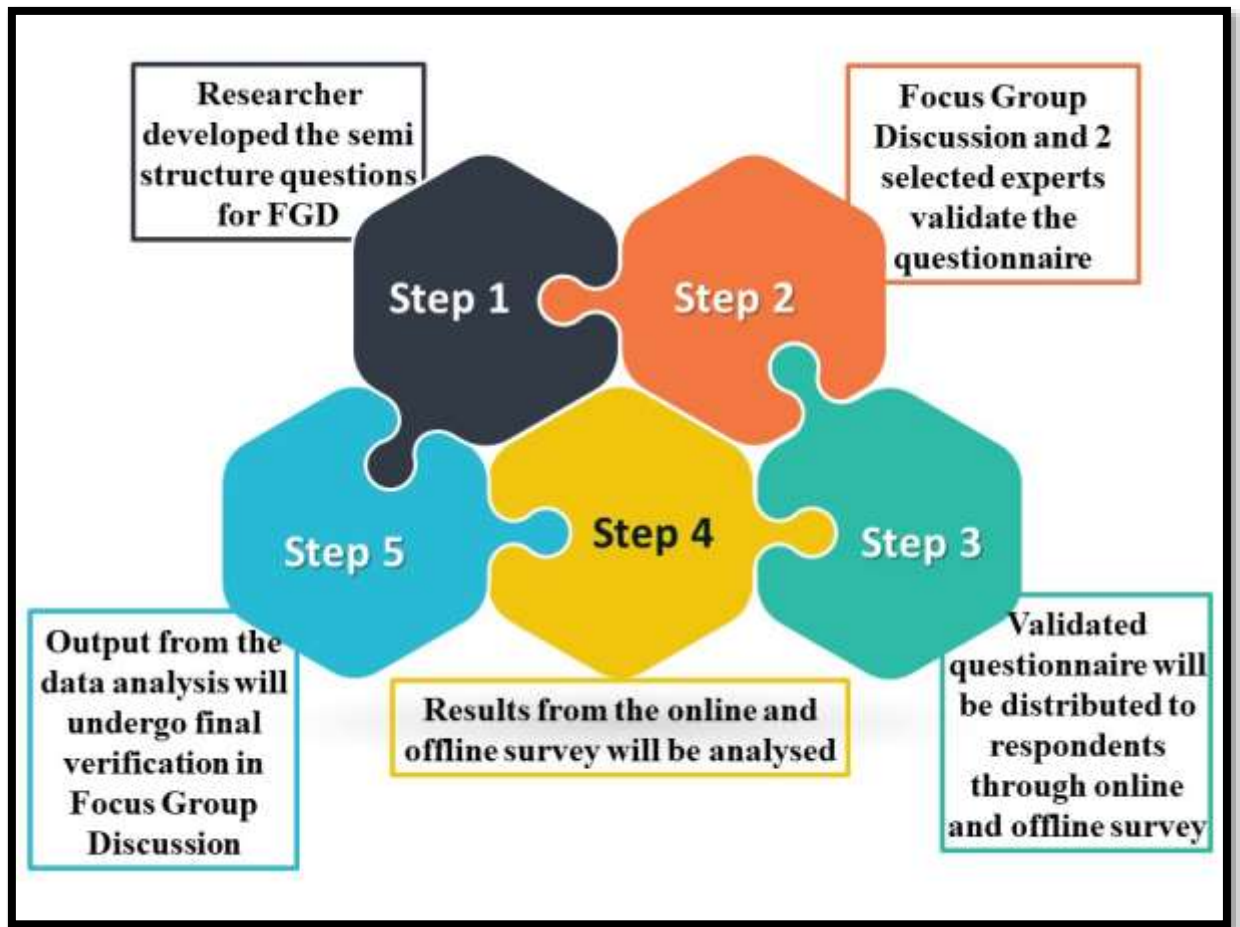 Researcher
developed the semi
structure questions
for FGD
Focus Group
Discussion and 2
selected experts
validate the
questionnaire
Step 1
Step 2
Step 5
Step 4
Step 3
Output from the
data analysis will
undergo final
verification in
Focus Group
Discussion
Results from the online and
offline survey will be analysed
Validated
questionnaire will
be distributed to
respondents
through online
and offline survey